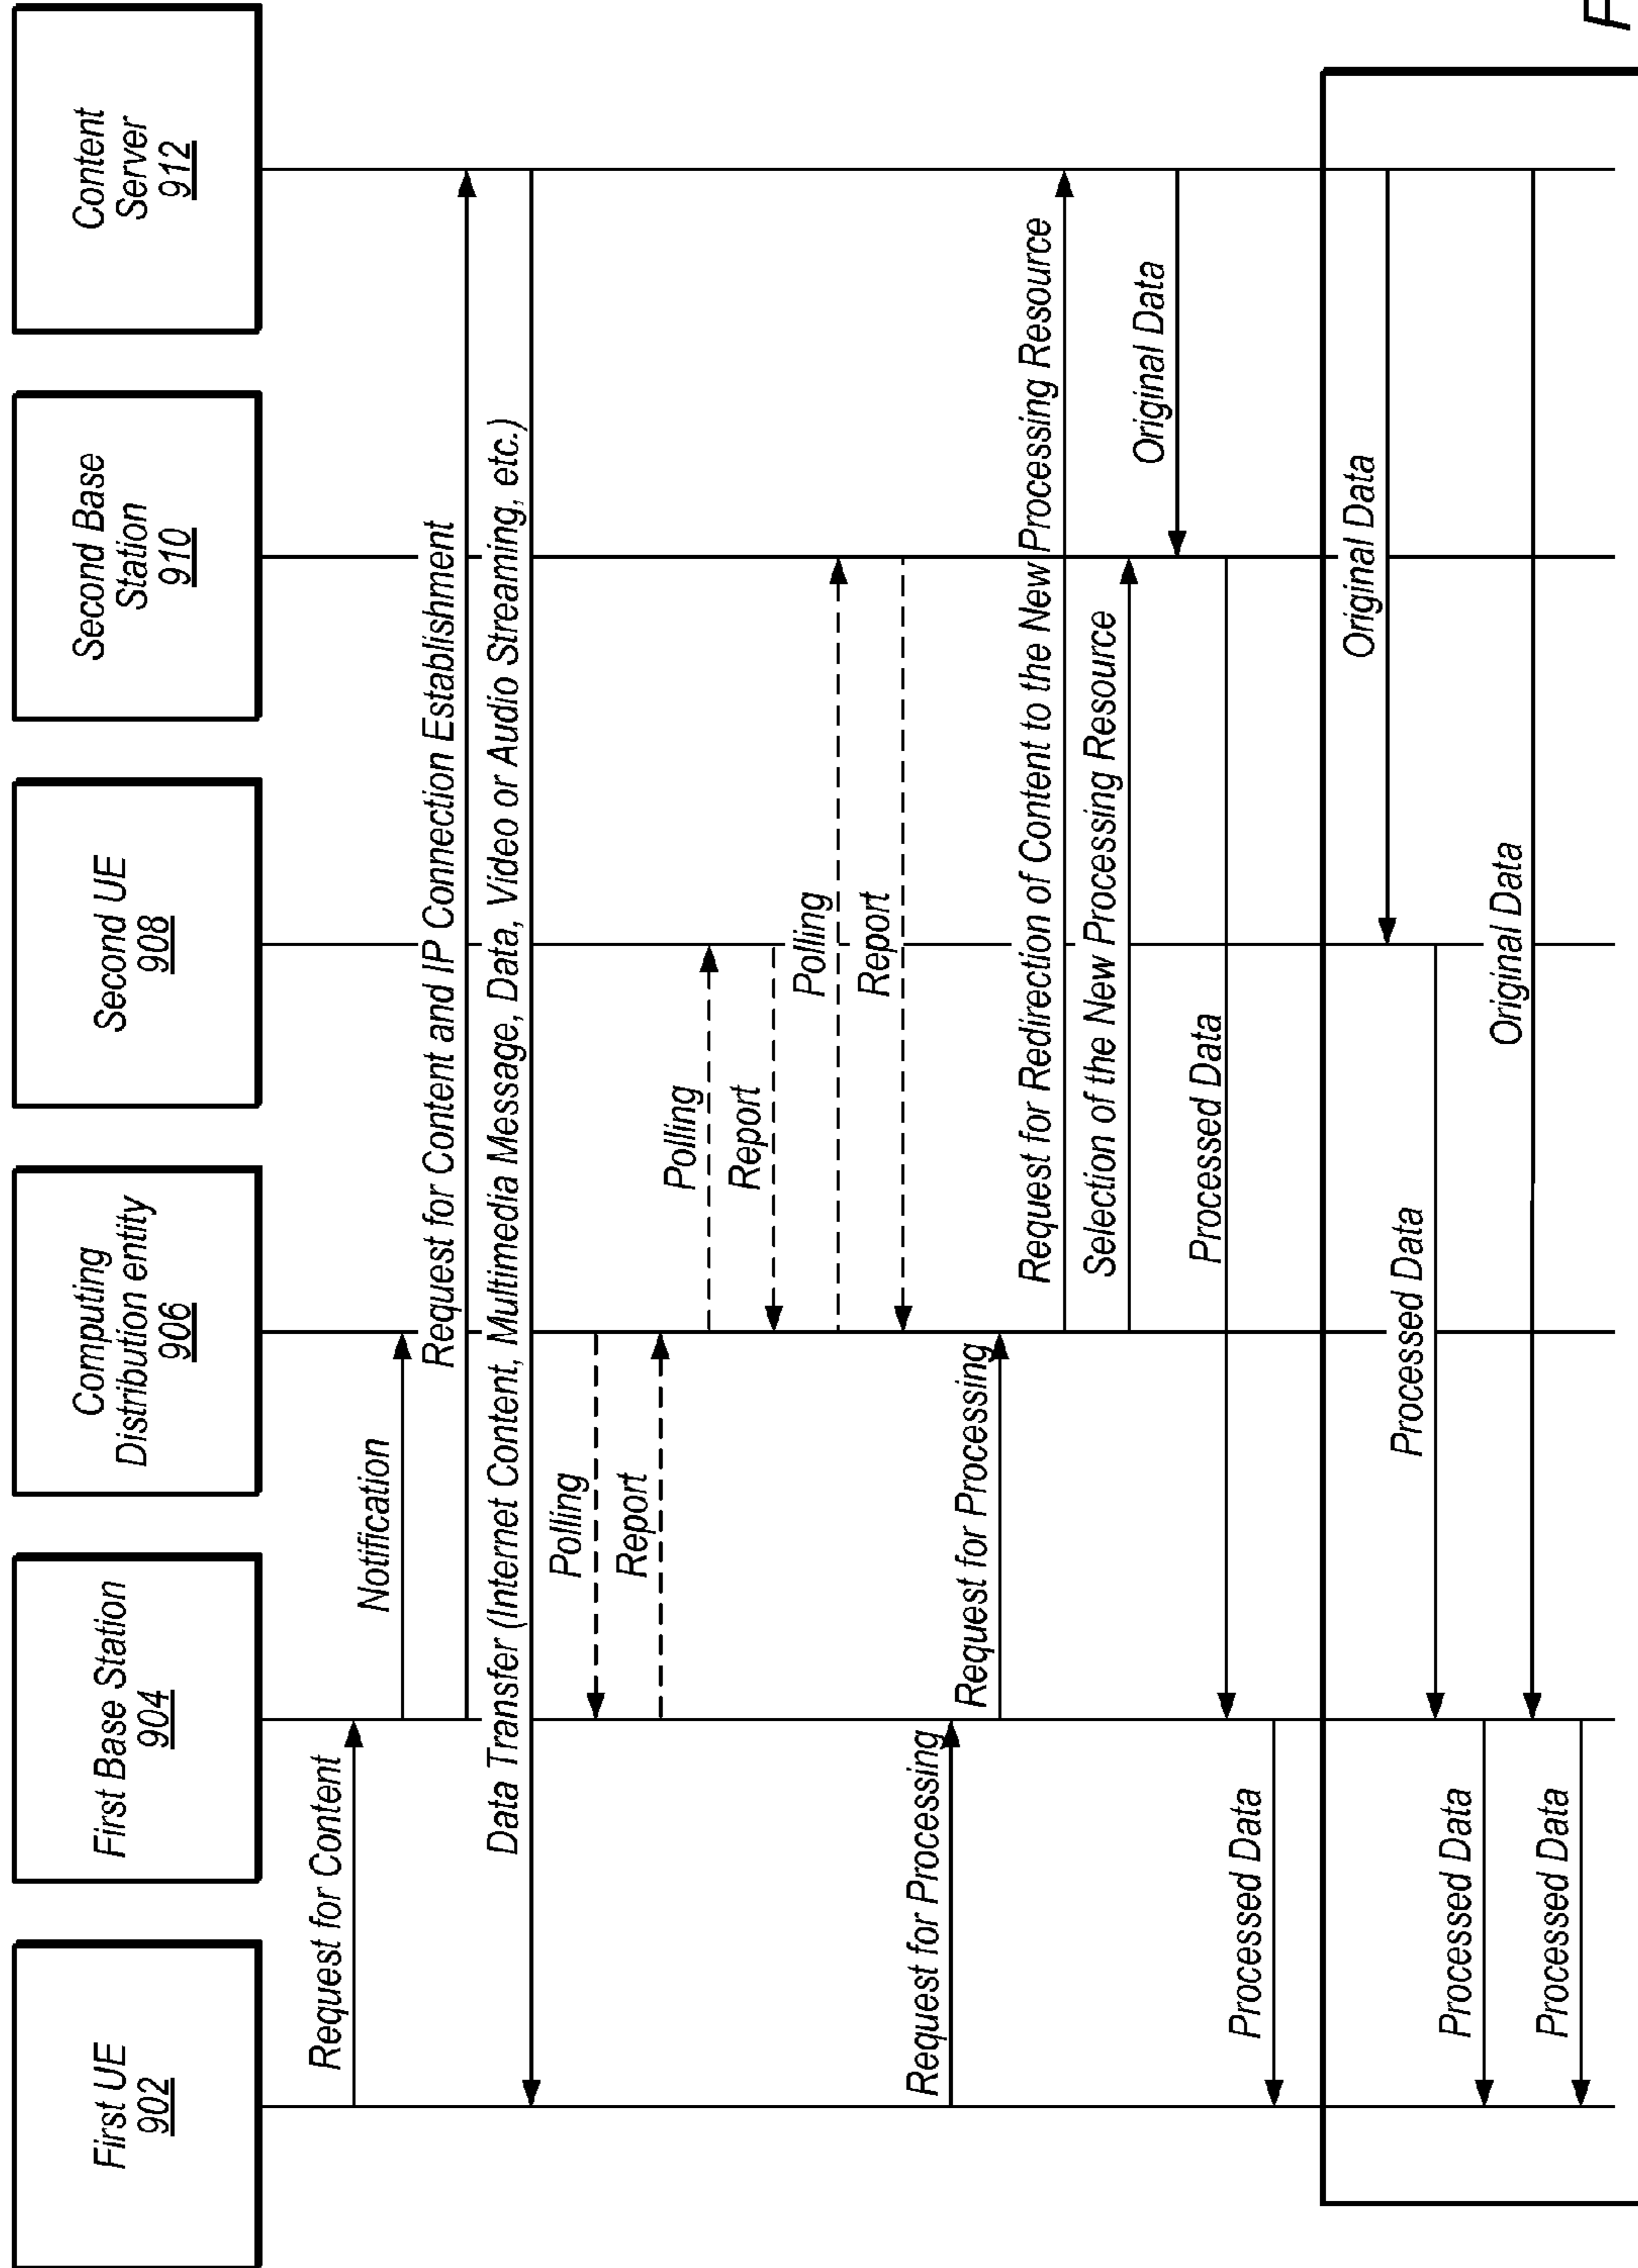 First UE
902
First Base Station
904
Computing
Distribution entity
906
Second UE
908
Second Base
Station
910
Content
Server
912
Request for Content
Notification
Request for Content and IP Connection Establishment
Data Transfer (Internet Content, Multimedia Message, Data, Video or Audio Streaming, etc.)
Polling
Report
Polling
Report
Polling
Report
Request for Processing
Request for Processing
Request for Redirection of Content to the New Processing Resource
Selection of the New Processing Resource
Original Data
Processed Data
Processed Data
Original Data
Processed Data
Processed Data
Original Data
Processed Data